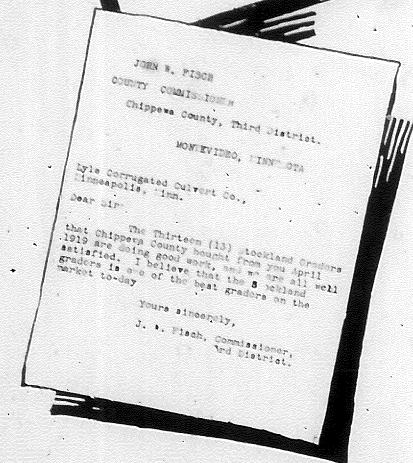 JOHN W. FISCH
COUNTY COMMISSIONER
Chippewa County, Third District.
MONTEVIDEO, MINNESOTA
Lyle Corrugated Culvert Co.,
Minneapolis, Minn.
Dear Sir
The Thirteen (13) Stockland Graders
that Chippewa County bought from you April
1919 are doing good work, and we are all well
satisfied. I believe that the S ockland
graders is one of the best graders on the
market to-day
Yours sincerely,
J. W. Fisch, Commissioner,
3rd District.